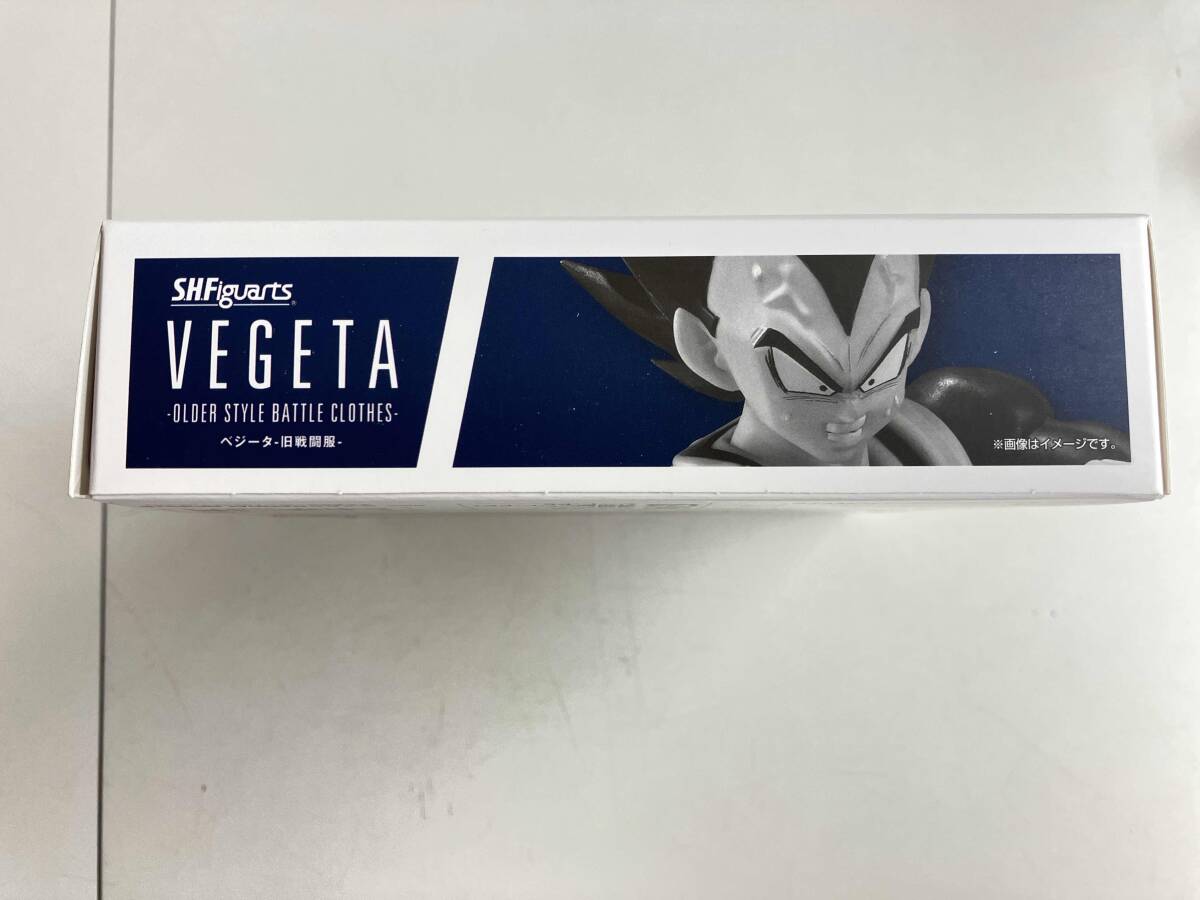 S.H.Figuarts®
VEGETA
-OLDER STYLE BATTLE CLOTHES-
ベジータ-旧戦闘服-
※画像はイメージです。